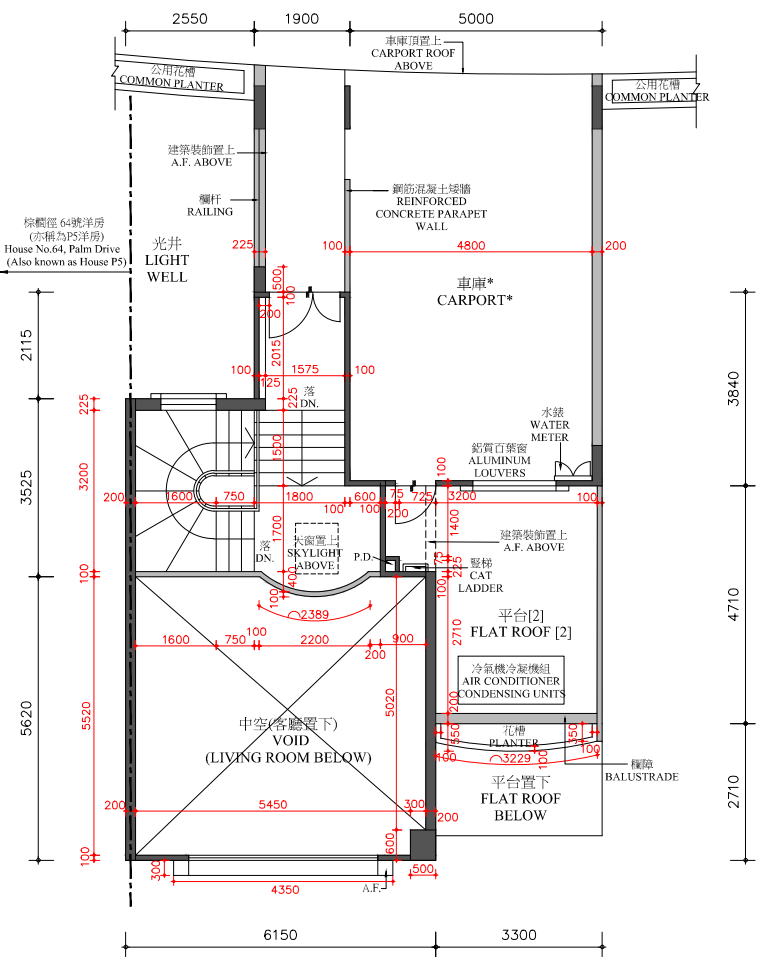 2550
1900
5000
車庫頂置上
CARPORT ROOF
ABOVE
公用花槽
COMMON PLANTER
公用花槽
COMMON PLANTER
建築裝飾置上
A.F. ABOVE
欄杆
RAILING
鋼筋混凝土矮牆
REINFORCED
CONCRETE PARAPET
WALL
棕櫚徑 64號洋房
(亦稱為P5洋房)
House No.64, Palm Drive
(Also known as House P5)
光井
LIGHT
WELL
225
100
4800
200
車庫*
CARPORT*
500
100
200
2115
2015
3840
100
125
1575
100
落
DN.
225
225
水錶
WATER
METER
鋁質百葉窗
ALUMINUM
LOUVERS
1500
3200
3525
100
200
1600
750
1800
100
600
100
75
200
725
3200
100
1700
1400
建築裝飾置上
A.F. ABOVE
落
DN.
天窗置上
SKYLIGHT
ABOVE
P.D.
豎梯
CAT
LADDER
75
225
100
100
400
100
100
2389
平台[2]
FLAT ROOF [2]
2710
4710
1600
750
100
2200
200
900
冷氣機冷凝機組
AIR CONDITIONER
CONDENSING UNITS
5020
200
5620
5520
中空(客廳置下)
VOID
(LIVING ROOM BELOW)
550
花槽
PLANTER
350
100
3229
100
100
欄障
BALUSTRADE
平台置下
FLAT ROOF
BELOW
2710
200
5450
300
200
600
100
300
4350
A.F.
500
6150
3300